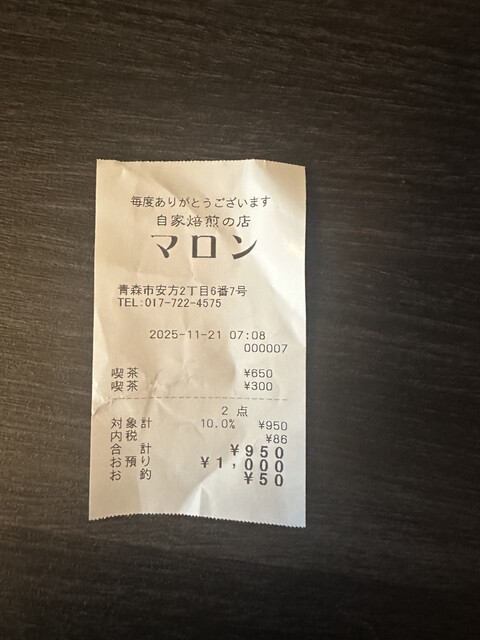 毎度ありがとうございます
自家焙煎の店
マロン
青森市安方2丁目6番7号
TEL:017-722-4575
2025-11-21 07:08
000007
喫茶 ¥650
喫茶 ¥300
2 点
対象計 10.0% ¥950
内税 ¥86
合 計 ¥950
お預り ¥1,000
お 釣 ¥50